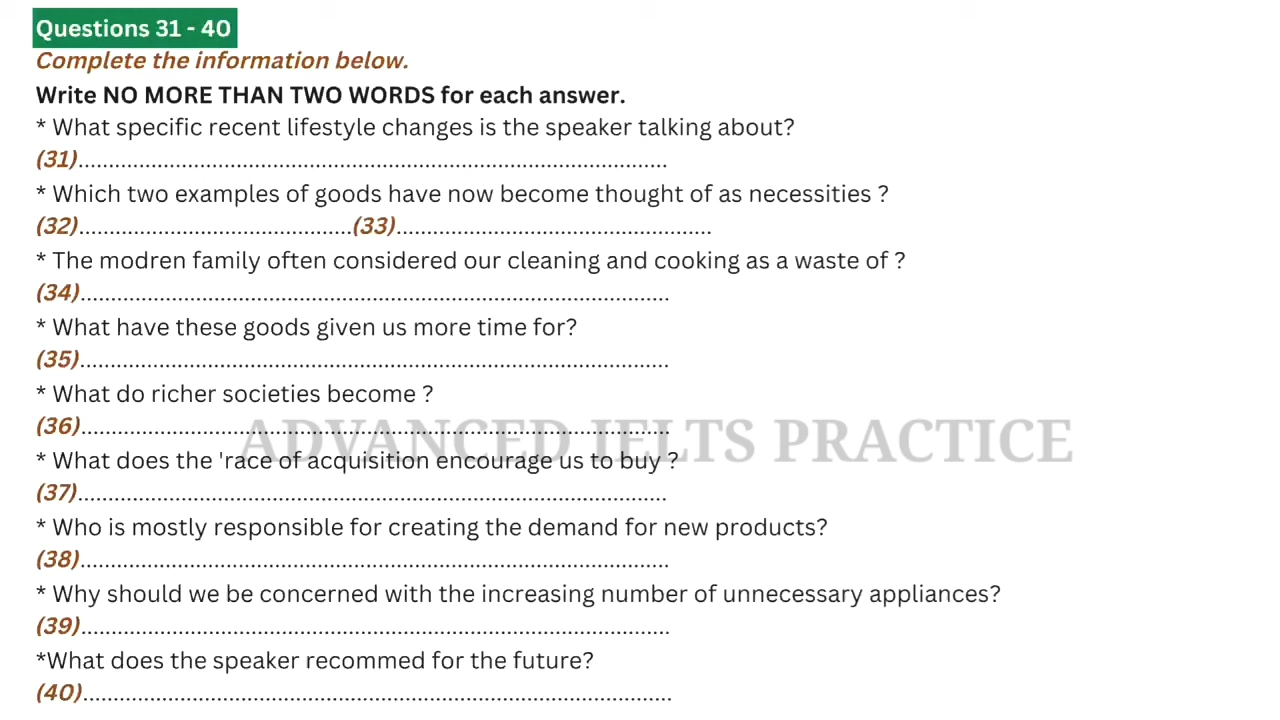 Questions 31 - 40
Complete the information below.
Write NO MORE THAN TWO WORDS for each answer.
* What specific recent lifestyle changes is the speaker talking about?
(31)..................................................................................................
* Which two examples of goods have now become thought of as necessities ?
(32).............................................(33)....................................................
* The modren family often considered our cleaning and cooking as a waste of ?
(34)..................................................................................................
* What have these goods given us more time for?
(35)..................................................................................................
* What do richer societies become ?
(36)..................................................................................................
ADVANCED IELTS PRACTICE
* What does the 'race of acquisition encourage us to buy ?
(37)..................................................................................................
* Who is mostly responsible for creating the demand for new products?
(38)..................................................................................................
* Why should we be concerned with the increasing number of unnecessary appliances?
(39)..................................................................................................
*What does the speaker recommed for the future?
(40)..................................................................................................